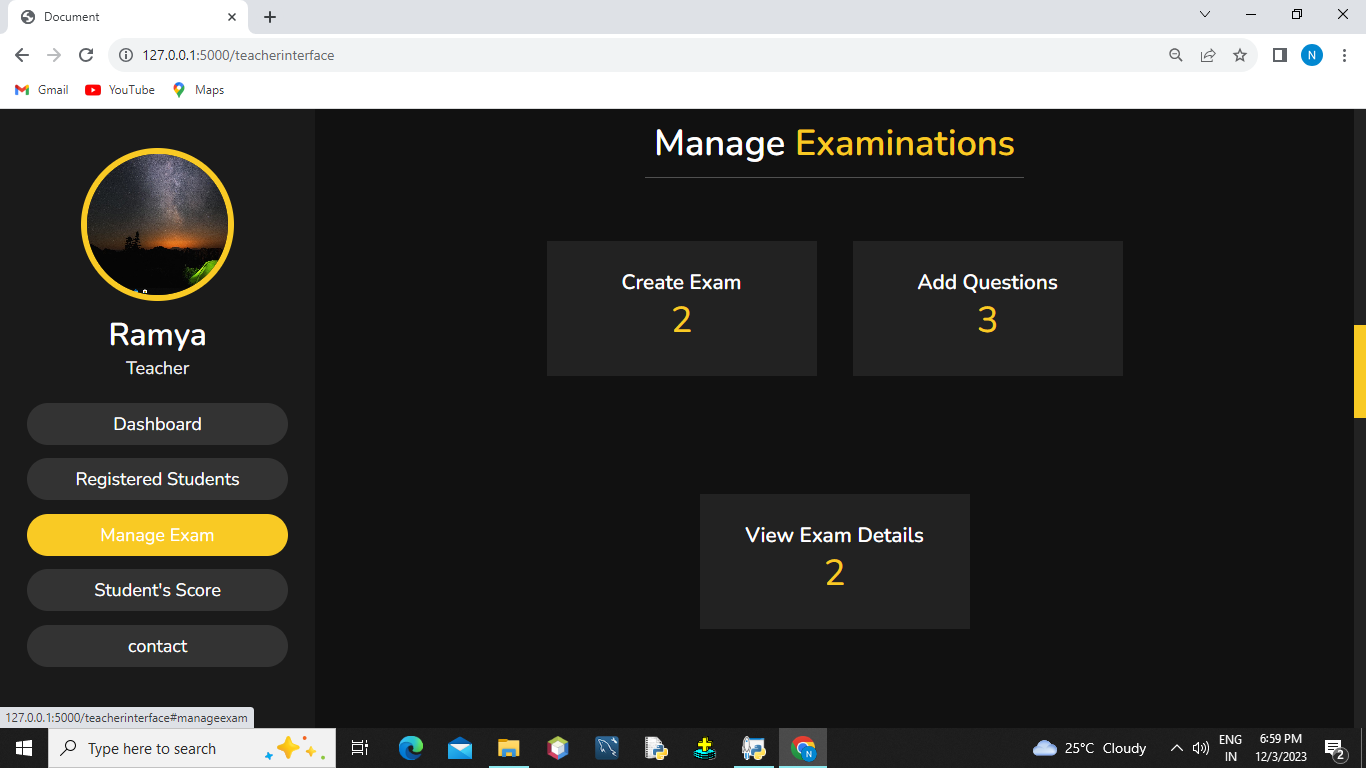 Document
127.0.0.1:5000/teacherinterface
N
Gmail
YouTube
Maps
Ramya
Teacher
Dashboard
Registered Students
Manage Exam
Student's Score
contact
Manage Examinations
Create Exam
2
Add Questions
3
View Exam Details
2
127.0.0.1:5000/teacherinterface#manageexam
Type here to search
N
25°C Cloudy
ENG
IN
6:59 PM
12/3/2023
2